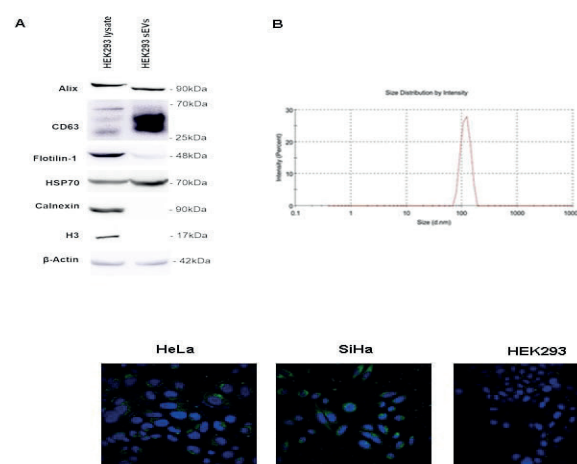 A
B
HEK293 lysate
HEK293 sEVs
Alix
- 90kDa
- 70kDa
CD63
- 25kDa
Flotilin-1
- 48kDa
HSP70
- 70kDa
Calnexin
- 90kDa
H3
- 17kDa
β-Actin
- 42kDa
Size Distribution by Intensity
Intensity (Percent)
30
20
10
0
0.1 1 10 100 1000 1000
Size (d.nm)
HeLa
SiHa
HEK293